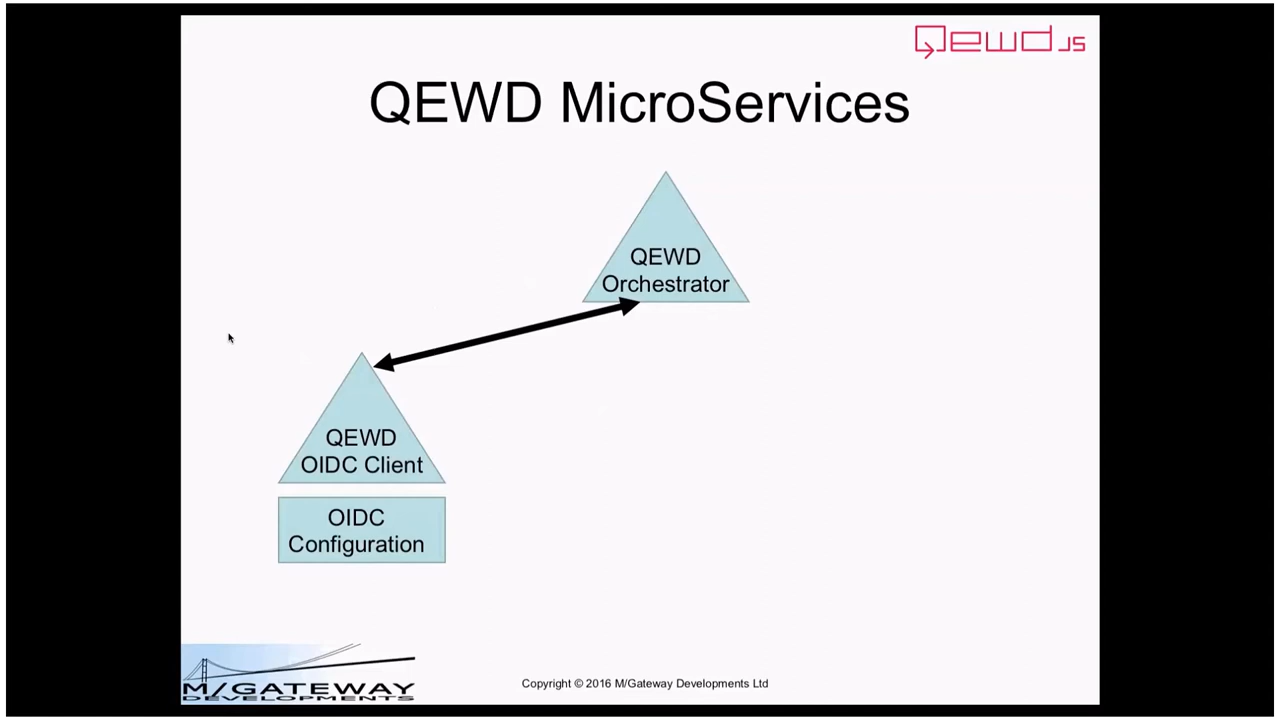 Qewd JS
QEWD MicroServices
QEWD
Orchestrator
QEWD
OIDC Client
OIDC
Configuration
M/GATEWAY
DEVELOPMENTS
Copyright © 2016 M/Gateway Developments Ltd